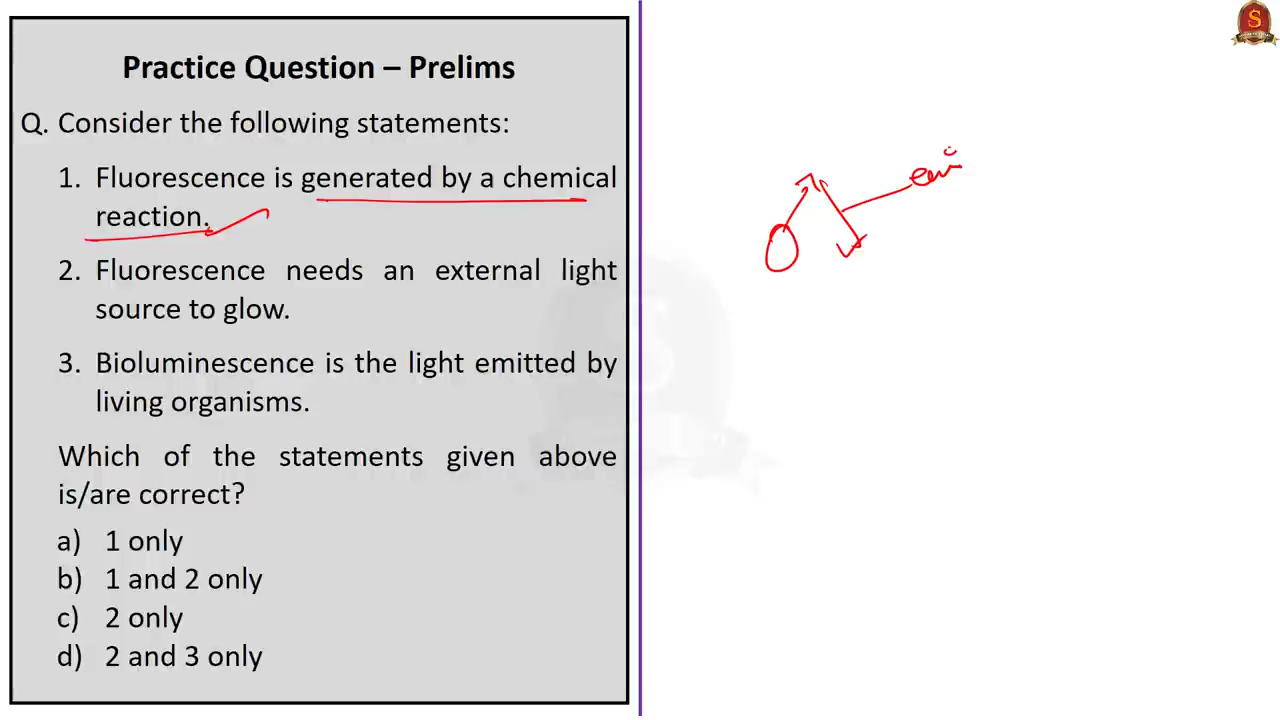 Practice Question – Prelims
Q. Consider the following statements:
1. Fluorescence is generated by a chemical
reaction.
2. Fluorescence needs an external light
source to glow.
3. Bioluminescence is the light emitted by
living organisms.
Which of the statements given above
is/are correct?
a) 1 only
b) 1 and 2 only
c) 2 only
d) 2 and 3 only
S